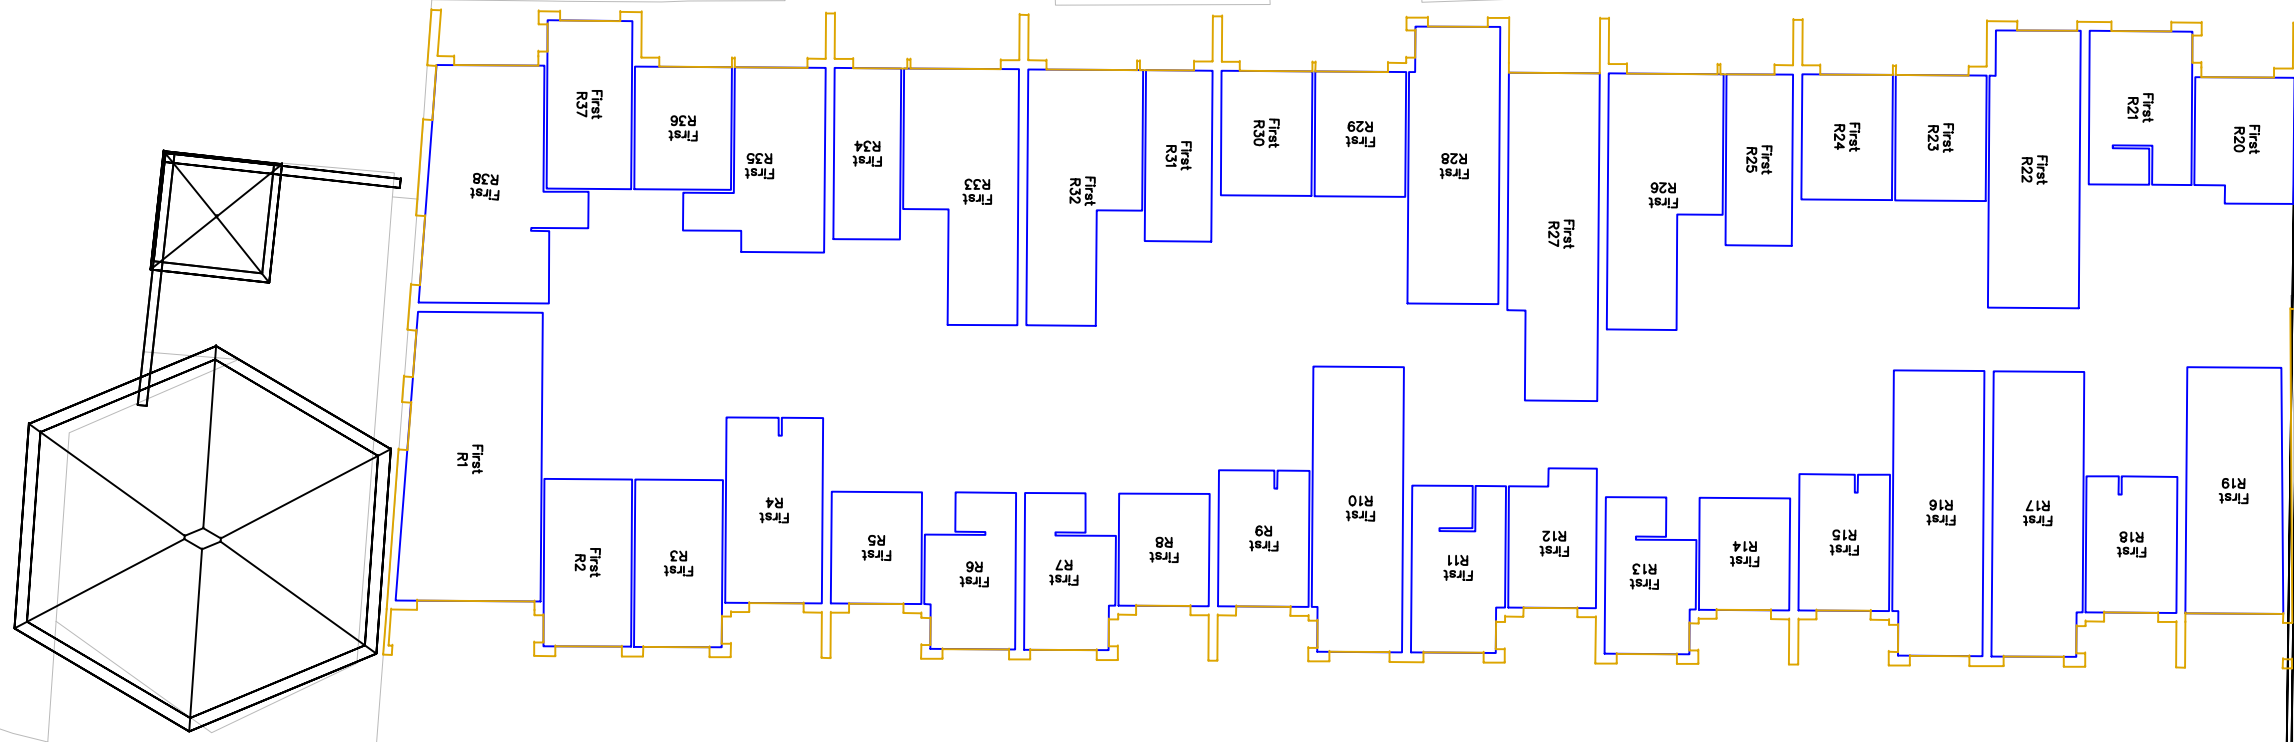 First
R37
First
R36
First
R35
First
R34
First
R33
First
R32
First
R31
First
R30
First
R29
First
R28
First
R27
First
R26
First
R25
First
R24
First
R23
First
R22
First
R21
First
R20
First
R38
First
R1
First
R2
First
R3
First
R4
First
R5
First
R6
First
R7
First
R8
First
R9
First
R10
First
R11
First
R12
First
R13
First
R14
First
R15
First
R16
First
R17
First
R18
First
R19